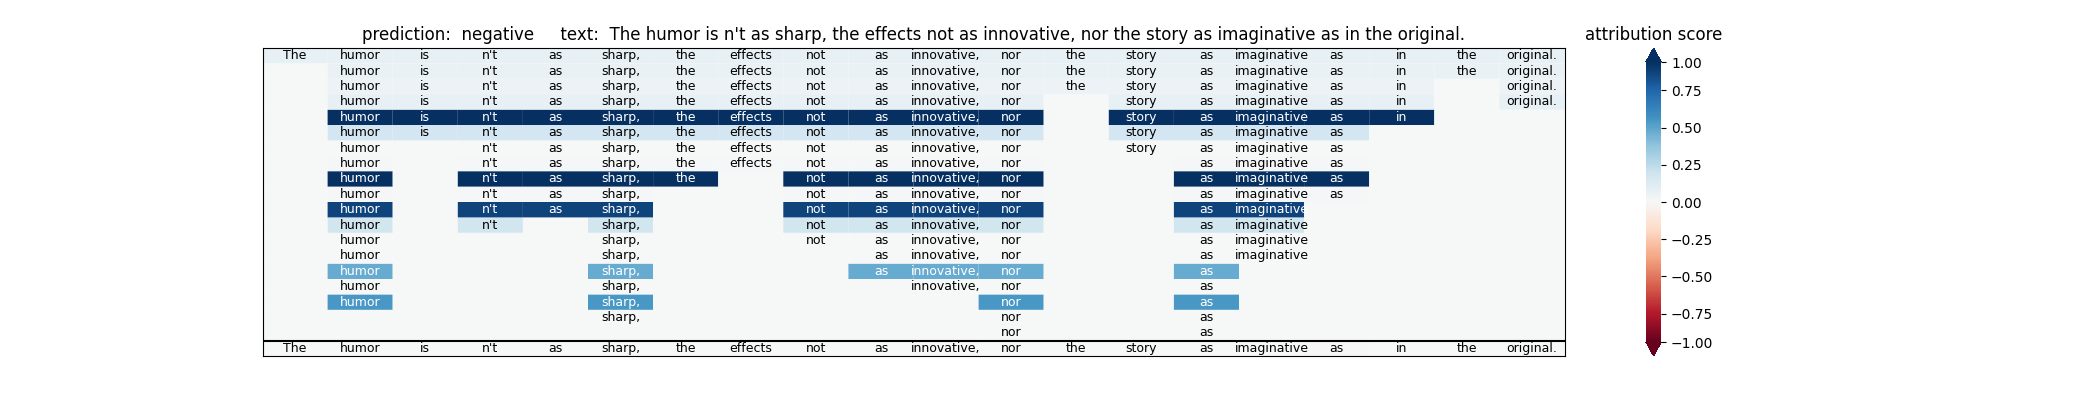 prediction: negative text: The humor is n't as sharp, the effects not as innovative, nor the story as imaginative as in the original. attribution score
The humor is n't as sharp, the effects not as innovative, nor the story as imaginative as in the original. 1.00
humor is n't as sharp, the effects not as innovative, nor the story as imaginative as in the original.
humor is n't as sharp, the effects not as innovative, nor the story as imaginative as in original. 0.75
humor is n't as sharp, the effects not as innovative, nor story as imaginative as in original.
humor is n't as sharp, the effects not as innovative, nor story as imaginative as in
humor is n't as sharp, the effects not as innovative, nor story as imaginative as 0.50
humor n't as sharp, the effects not as innovative, nor story as imaginative as
humor n't as sharp, the effects not as innovative, nor as imaginative as 0.25
humor n't as sharp, the not as innovative, nor as imaginative as
humor n't as sharp, not as innovative, nor as imaginative as
humor n't as sharp, not as innovative, nor as imaginative 0.00
humor n't sharp, not as innovative, nor as imaginative
humor sharp, not as innovative, nor as imaginative −0.25
humor sharp, as innovative, nor as imaginative
humor sharp, as innovative, nor as −0.50
humor sharp, innovative, nor as
humor sharp, nor as
sharp, nor as −0.75
nor as
The humor is n't as sharp, the effects not as innovative, nor the story as imaginative as in the original. −1.00